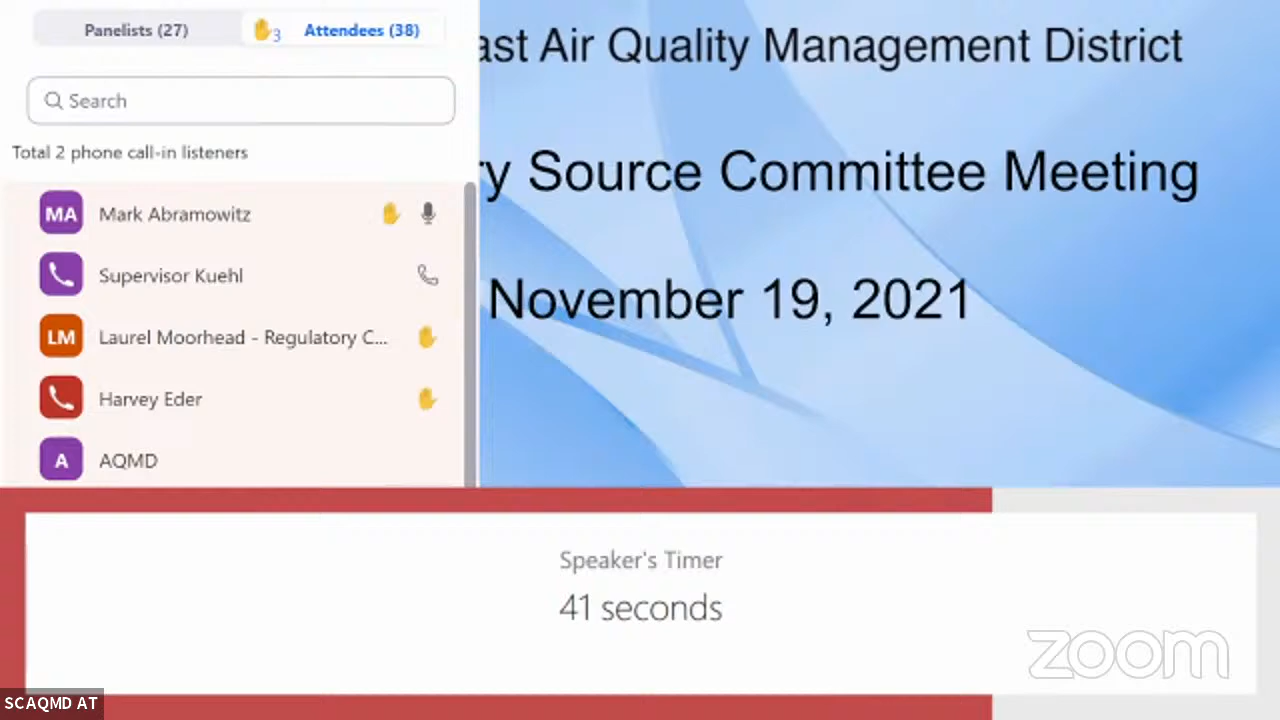 Panelists (27)
3 Attendees (38)
Search
Total 2 phone call-in listeners
MA Mark Abramowitz
Supervisor Kuehl
LM Laurel Moorhead - Regulatory C...
Harvey Eder
A AQMD
ast Air Quality Management District
y Source Committee Meeting
November 19, 2021
Speaker's Timer
41 seconds
zoom
SCAQMD AT